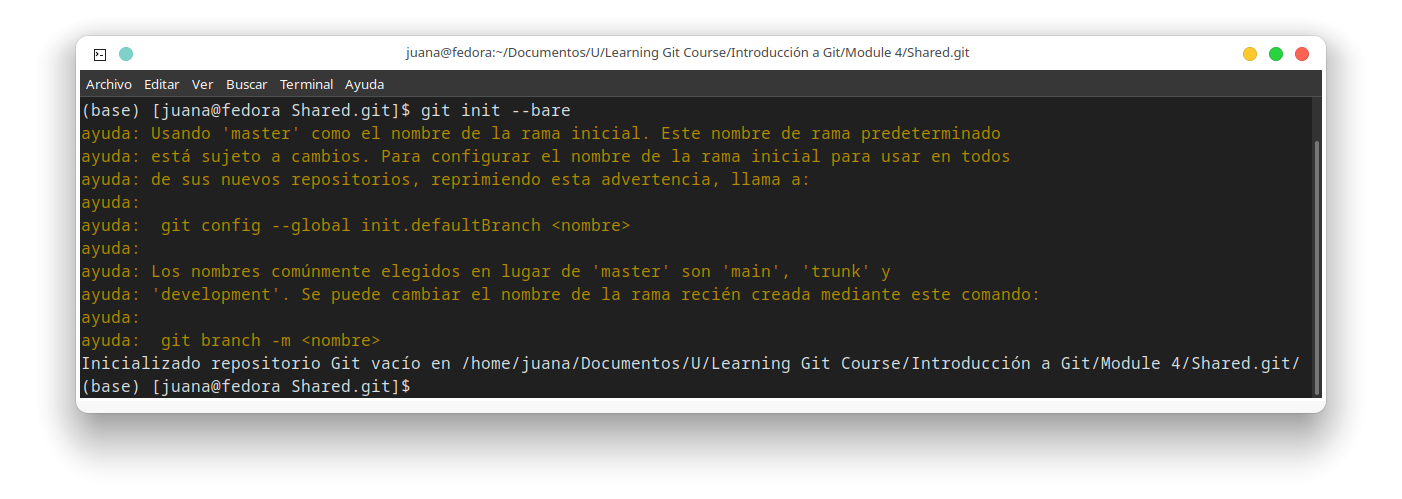 juana@fedora:~/Documentos/U/Learning Git Course/Introducción a Git/Module 4/Shared.git
Archivo Editar Ver Buscar Terminal Ayuda
(base) [juana@fedora Shared.git]$ git init --bare
ayuda: Usando 'master' como el nombre de la rama inicial. Este nombre de rama predeterminado
ayuda: está sujeto a cambios. Para configurar el nombre de la rama inicial para usar en todos
ayuda: de sus nuevos repositorios, reprimiendo esta advertencia, llama a:
ayuda:
ayuda:  git config --global init.defaultBranch <nombre>
ayuda:
ayuda: Los nombres comúnmente elegidos en lugar de 'master' son 'main', 'trunk' y
ayuda: 'development'. Se puede cambiar el nombre de la rama recién creada mediante este comando:
ayuda:
ayuda:  git branch -m <nombre>
Inicializado repositorio Git vacío en /home/juana/Documentos/U/Learning Git Course/Introducción a Git/Module 4/Shared.git/
(base) [juana@fedora Shared.git]$